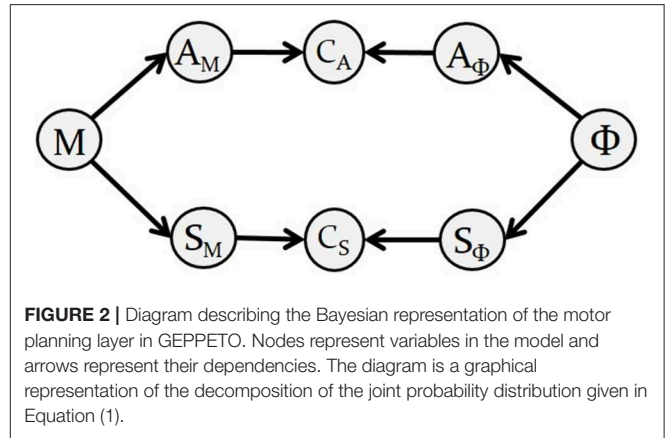 A_M C_A A_Φ
M Φ
S_M C_S S_Φ
FIGURE 2 | Diagram describing the Bayesian representation of the motor
planning layer in GEPPETO. Nodes represent variables in the model and
arrows represent their dependencies. The diagram is a graphical
representation of the decomposition of the joint probability distribution given in
Equation (1).